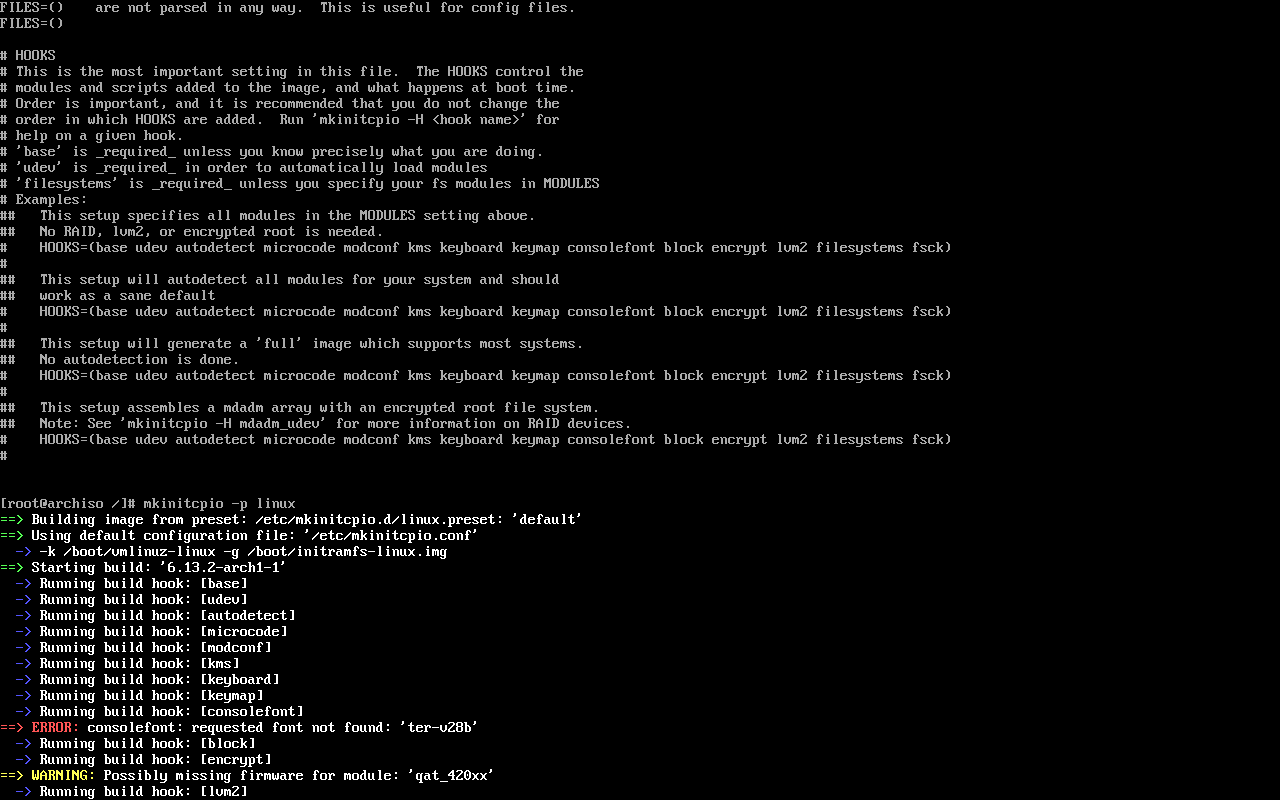 FILES=()    are not parsed in any way.  This is useful for config files.
FILES=()
# HOOKS
# This is the most important setting in this file.  The HOOKS control the
# modules and scripts added to the image, and what happens at boot time.
# Order is important, and it is recommended that you do not change the
# order in which HOOKS are added.  Run 'mkinitcpio -H <hook name>' for
# help on a given hook.
# 'base' is _required_ unless you know precisely what you are doing.
# 'udev' is _required_ in order to automatically load modules
# 'filesystems' is _required_ unless you specify your fs modules in MODULES
# Examples:
##   This setup specifies all modules in the MODULES setting above.
##   No RAID, lvm2, or encrypted root is needed.
#    HOOKS=(base udev autodetect microcode modconf kms keyboard keymap consolefont block encrypt lvm2 filesystems fsck)
#
##   This setup will autodetect all modules for your system and should
##   work as a sane default
#    HOOKS=(base udev autodetect microcode modconf kms keyboard keymap consolefont block encrypt lvm2 filesystems fsck)
#
##   This setup will generate a 'full' image which supports most systems.
##   No autodetection is done.
#    HOOKS=(base udev autodetect microcode modconf kms keyboard keymap consolefont block encrypt lvm2 filesystems fsck)
#
##   This setup assembles a mdadm array with an encrypted root file system.
##   Note: See 'mkinitcpio -H mdadm_udev' for more information on RAID devices.
#    HOOKS=(base udev autodetect microcode modconf kms keyboard keymap consolefont block encrypt lvm2 filesystems fsck)
#
[root@archiso /]# mkinitcpio -p linux
==> Building image from preset: /etc/mkinitcpio.d/linux.preset: 'default'
==> Using default configuration file: '/etc/mkinitcpio.conf'
  -> -k /boot/vmlinuz-linux -g /boot/initramfs-linux.img
==> Starting build: '6.13.2-arch1-1'
  -> Running build hook: [base]
  -> Running build hook: [udev]
  -> Running build hook: [autodetect]
  -> Running build hook: [microcode]
  -> Running build hook: [modconf]
  -> Running build hook: [kms]
  -> Running build hook: [keyboard]
  -> Running build hook: [keymap]
  -> Running build hook: [consolefont]
==> ERROR: consolefont: requested font not found: 'ter-v28b'
  -> Running build hook: [block]
  -> Running build hook: [encrypt]
==> WARNING: Possibly missing firmware for module: 'qat_420xx'
  -> Running build hook: [lvm2]